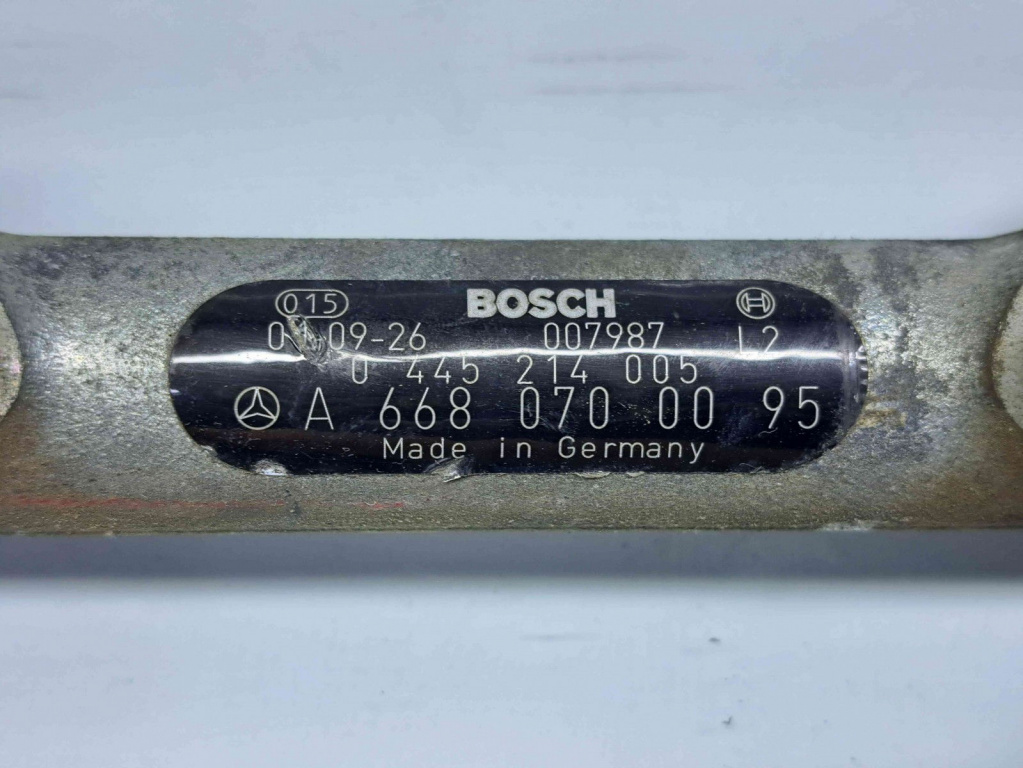 015 BOSCH
09-26 007987 L2
0 445 214 005
A 668 070 00 95
Made in Germany